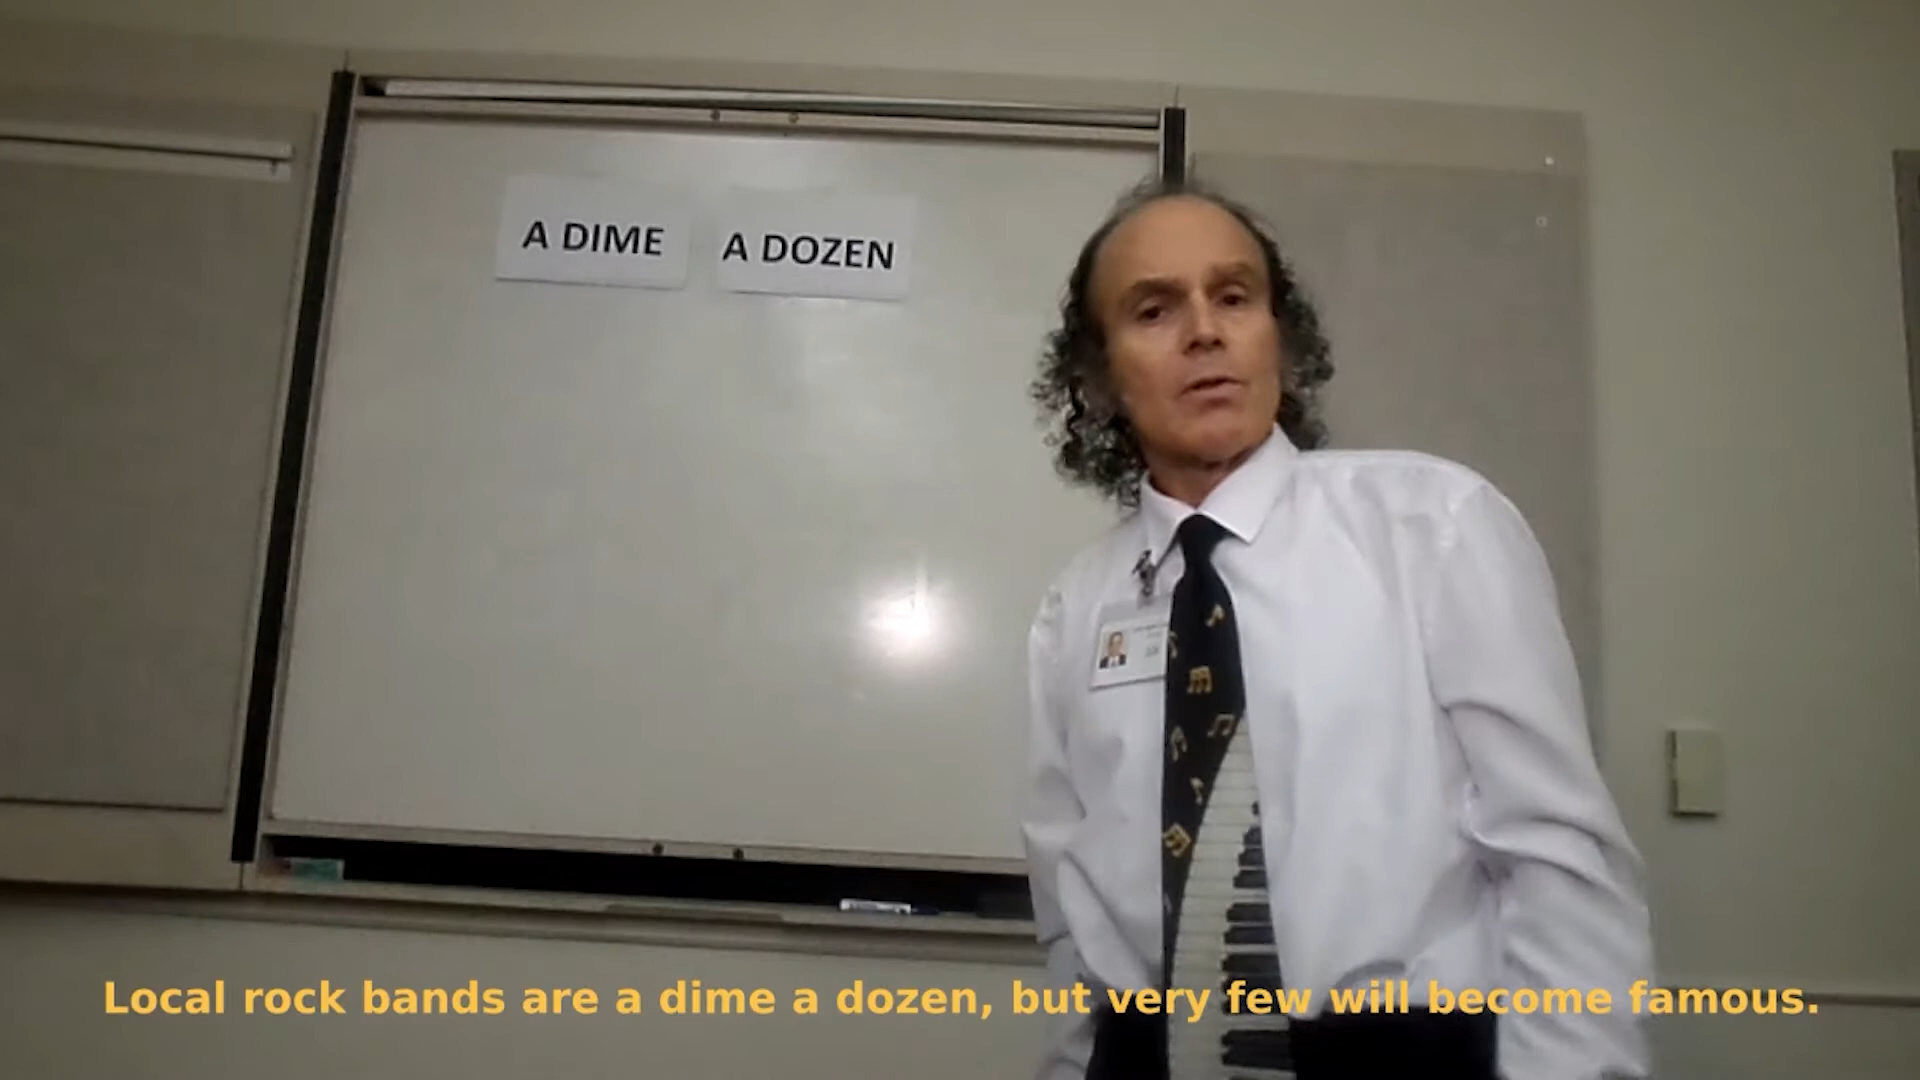 A DIME A DOZEN
Local rock bands are a dime a dozen, but very few will become famous.